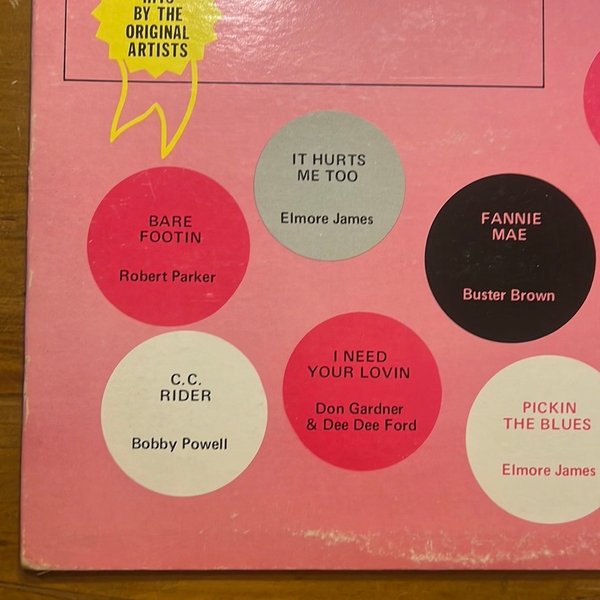 HITS
BY THE
ORIGINAL
ARTISTS
IT HURTS
ME TOO
Elmore James
BARE
FOOTIN
Robert Parker
FANNIE
MAE
Buster Brown
C.C.
RIDER
Bobby Powell
I NEED
YOUR LOVIN
Don Gardner
& Dee Dee Ford
PICKIN
THE BLUES
Elmore James